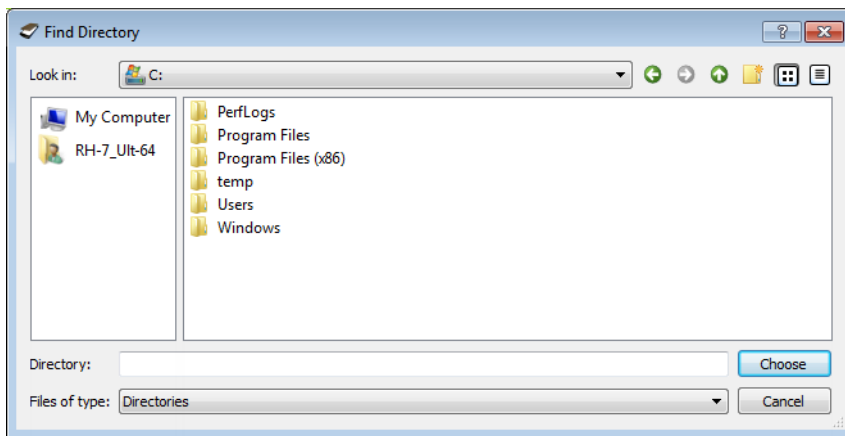 Find Directory
Look in: C:
My Computer
RH-7_Ult-64
PerfLogs
Program Files
Program Files (x86)
temp
Users
Windows
Directory: Choose
Files of type: Directories Cancel